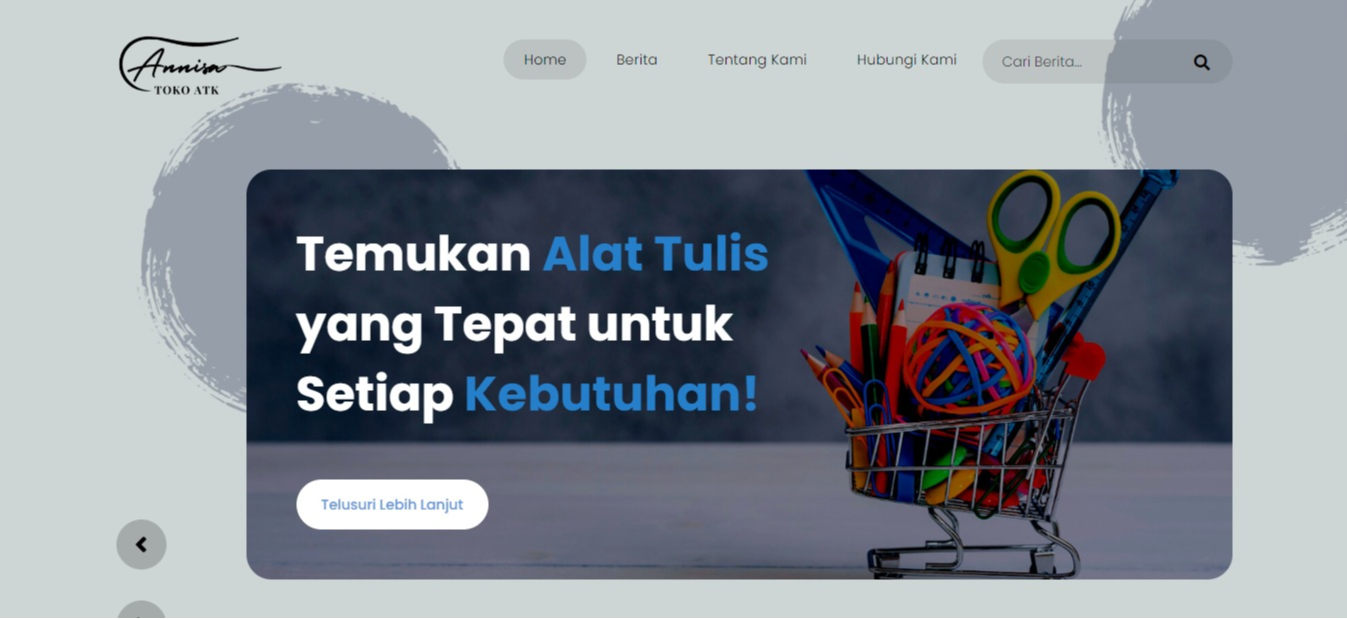 Annisa
TOKO ATK
Home
Berita
Tentang Kami
Hubungi Kami
Cari Berita...
Temukan Alat Tulis
yang Tepat untuk
Setiap Kebutuhan!
Telusuri Lebih Lanjut